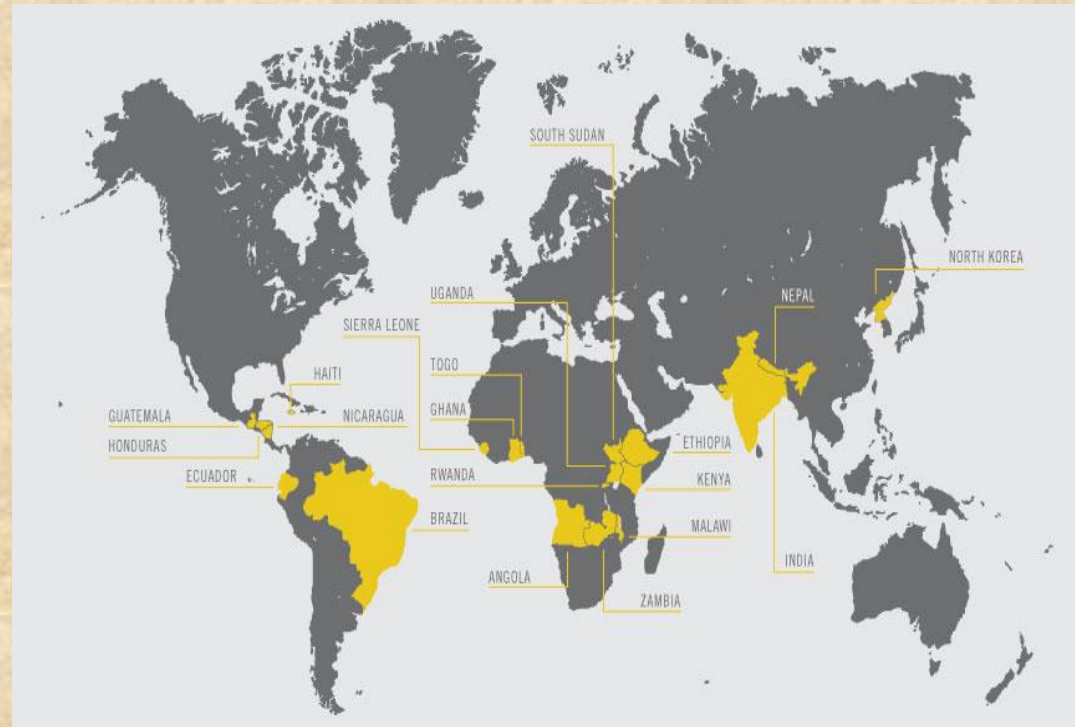 SOUTH SUDAN
NORTH KOREA
UGANDA
NEPAL
SIERRA LEONE
TOGO
HAITI
GUATEMALA
NICARAGUA
GHANA
HONDURAS
ETHIOPIA
ECUADOR
RWANDA
KENYA
BRAZIL
MALAWI
INDIA
ANGOLA
ZAMBIA